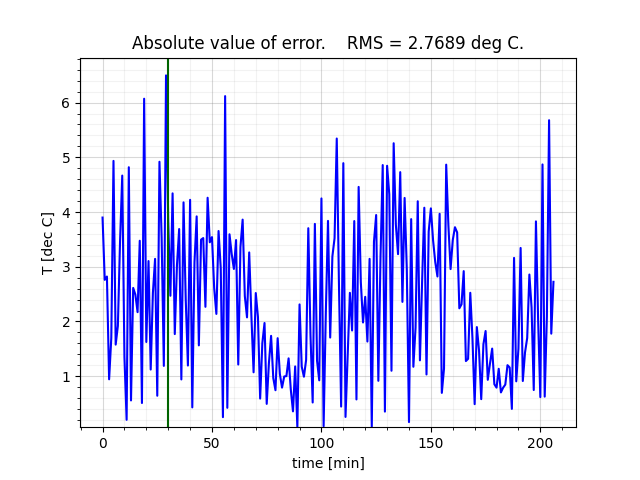 Absolute value of error. RMS = 2.7689 deg C.
T [dec C]
6
5
4
3
2
1
0 50 100 150 200
time [min]